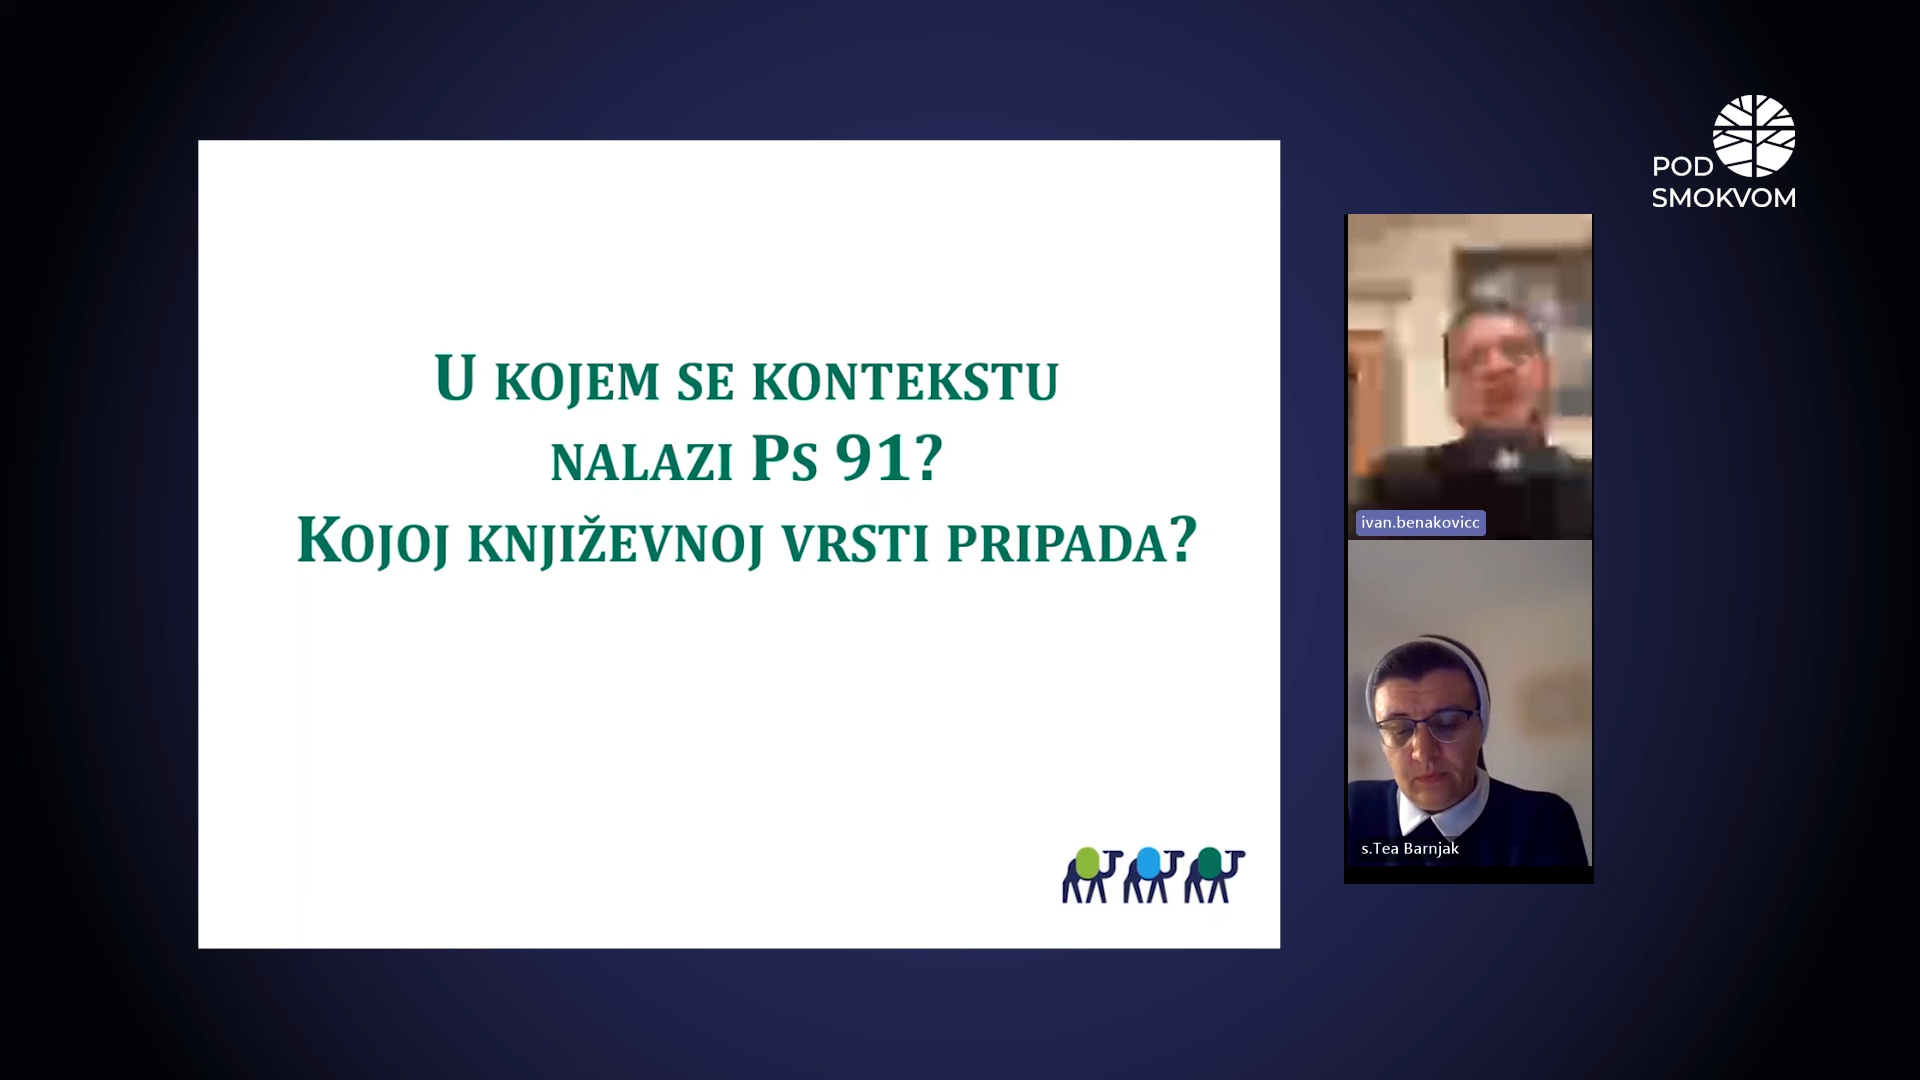 U KOJEM SE KONTEKSTU
NALAZI PS 91?
KOJOJ KNJIŽEVNOJ VRSTI PRIPADA?
POD
SMOKVOM
ivan.benakovicc
s.Tea Barnjak